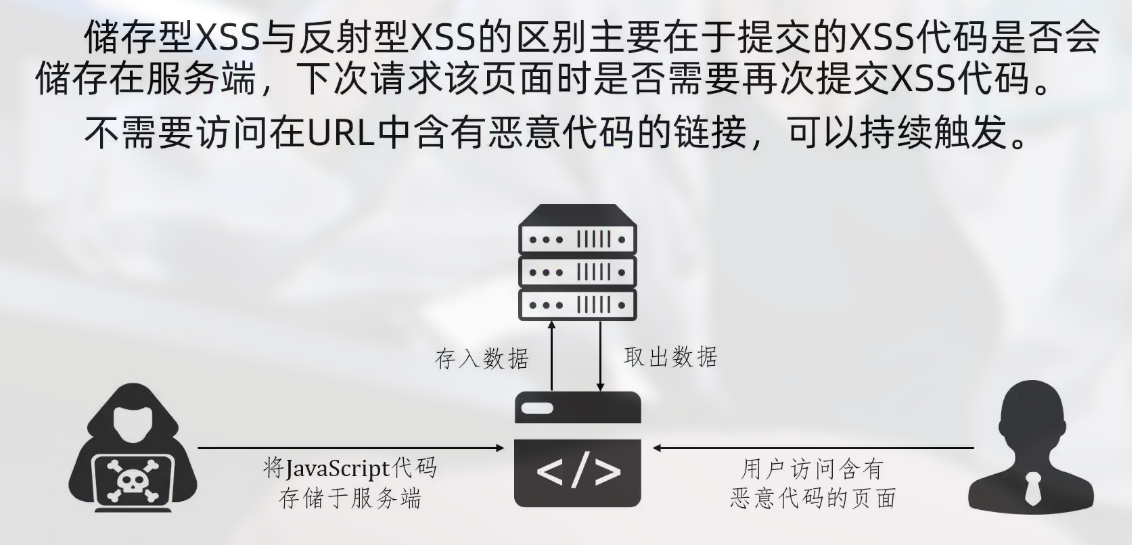 储存型XSS与反射型XSS的区别主要在于提交的XSS代码是否会
储存在服务端，下次请求该页面时是否需要再次提交XSS代码。
不需要访问在URL中含有恶意代码的链接，可以持续触发。
存入数据
取出数据
将JavaScript代码
存储于服务端
</>
用户访问含有
恶意代码的页面